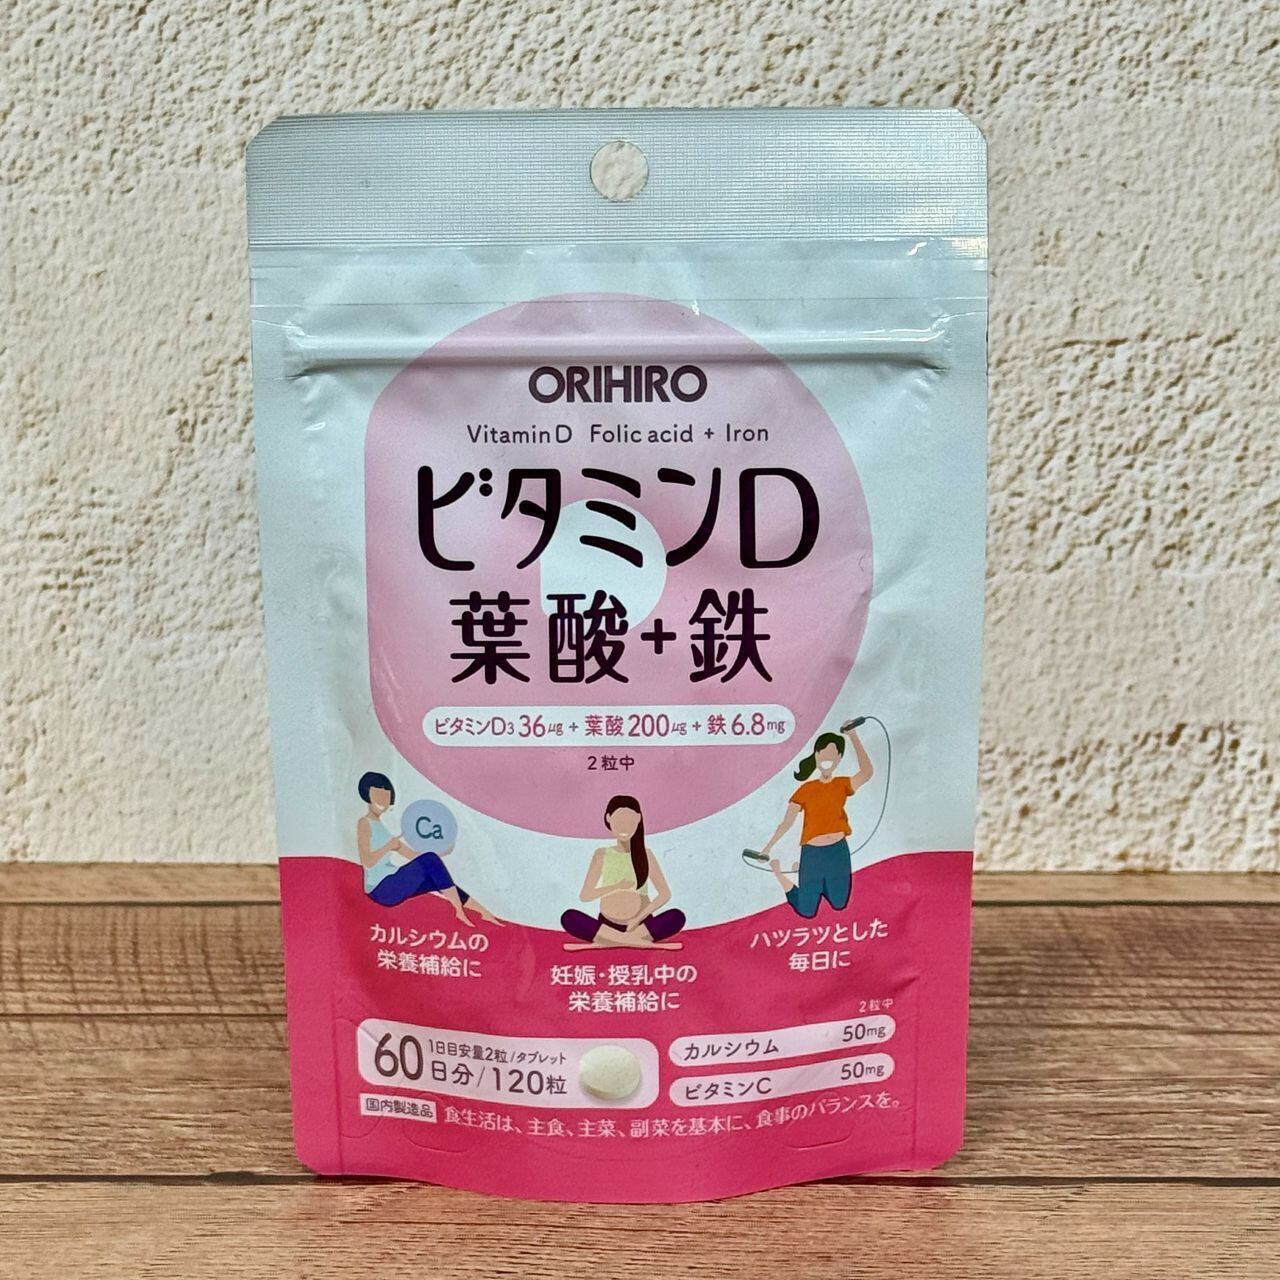 ORIHIRO
Vitamin D Folic acid + Iron
ビタミンD
葉酸+鉄
ビタミンD3 36μg + 葉酸 200μg + 鉄 6.8mg
2粒中
Ca
カルシウムの
栄養補給に
妊娠・授乳中の
栄養補給に
ハツラツとした
毎日に
2粒中
カルシウム 50mg
ビタミンC 50mg
1日目安量2粒/タブレット
60日分/120粒
国内製造品
食生活は、主食、主菜、副菜を基本に、食事のバランスを。